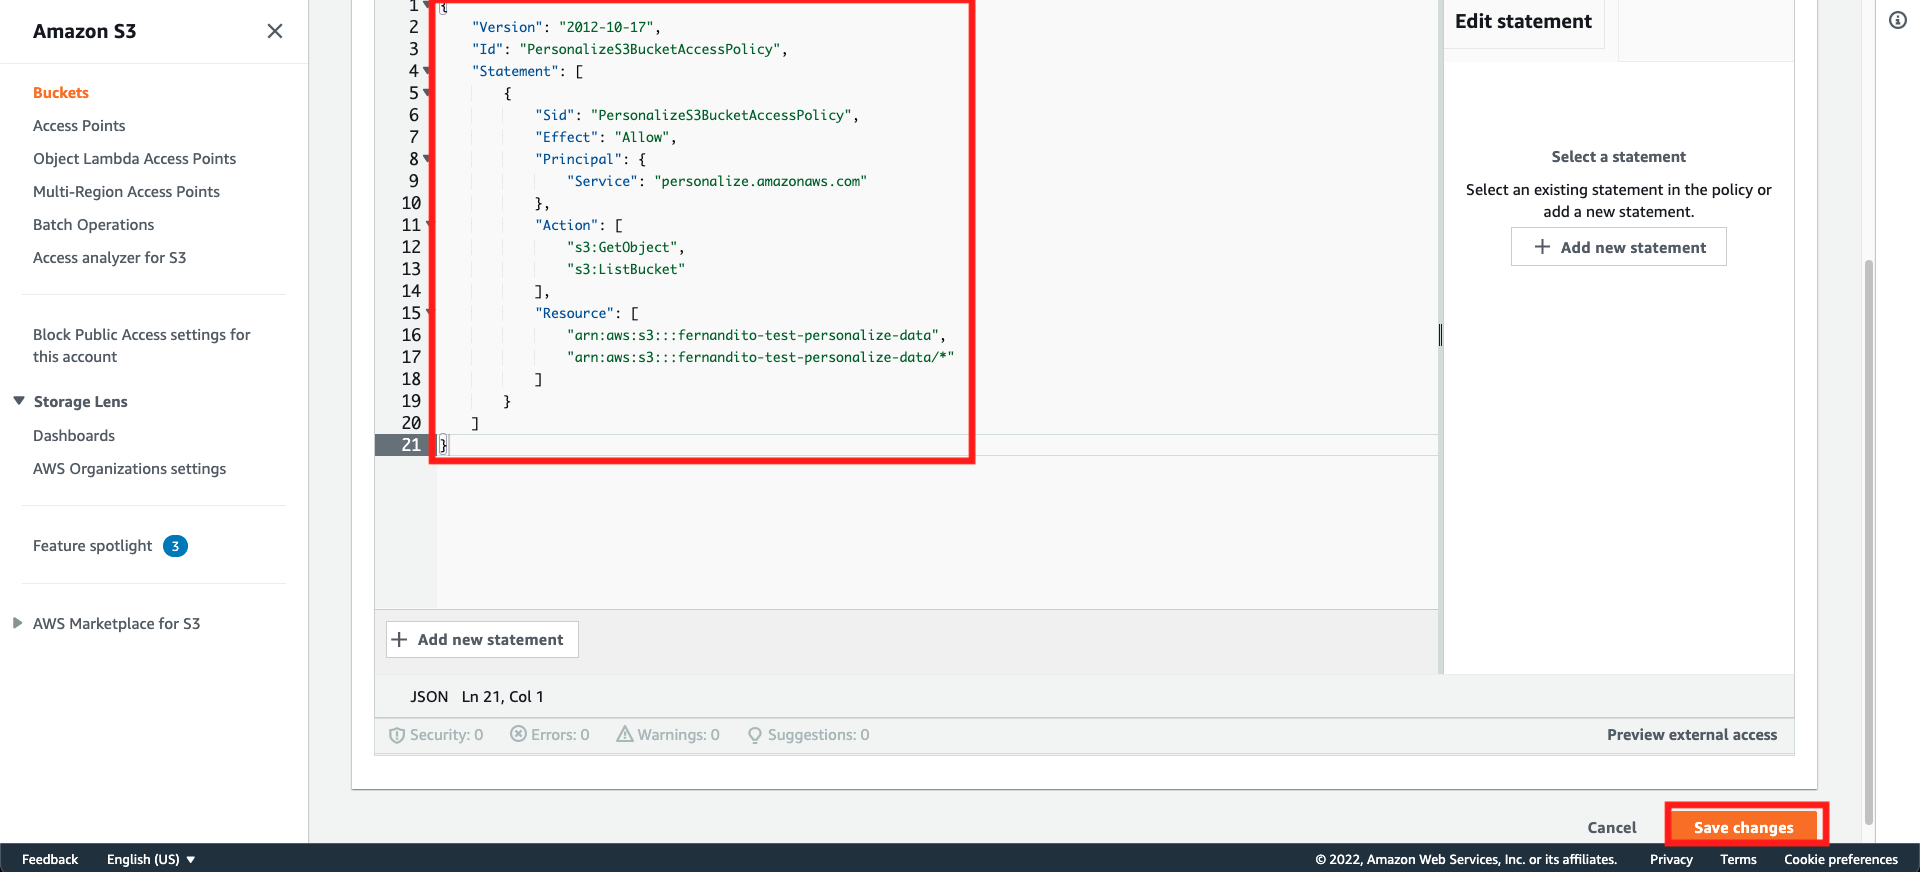 Amazon S3
Buckets
Access Points
Object Lambda Access Points
Multi-Region Access Points
Batch Operations
Access analyzer for S3
Block Public Access settings for
this account
Storage Lens
Dashboards
AWS Organizations settings
Feature spotlight 3
AWS Marketplace for S3
1 {
2 "Version": "2012-10-17",
3 "Id": "PersonalizeS3BucketAccessPolicy",
4 "Statement": [
5 {
6 "Sid": "PersonalizeS3BucketAccessPolicy",
7 "Effect": "Allow",
8 "Principal": {
9 "Service": "personalize.amazonaws.com"
10 },
11 "Action": [
12 "s3:GetObject",
13 "s3:ListBucket"
14 ],
15 "Resource": [
16 "arn:aws:s3:::fernandito-test-personalize-data",
17 "arn:aws:s3:::fernandito-test-personalize-data/*"
18 ]
19 }
20 ]
21 }
+ Add new statement
JSON Ln 21, Col 1
Security: 0 Errors: 0 Warnings: 0 Suggestions: 0
Preview external access
Edit statement
Select a statement
Select an existing statement in the policy or
add a new statement.
+ Add new statement
Cancel
Save changes
Feedback English (US)
© 2022, Amazon Web Services, Inc. or its affiliates. Privacy Terms Cookie preferences